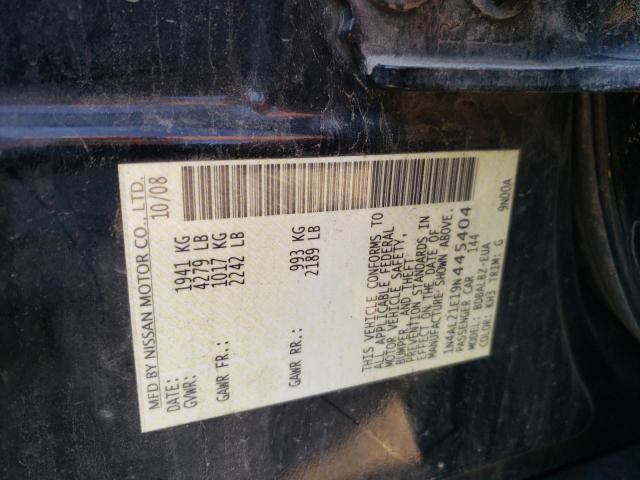 MFD BY NISSAN MOTOR CO., LTD.
DATE: 10/08
GVWR: 1941 KG
4279 LB
GAWR FR.: 1017 KG
2242 LB
GAWR RR.: 993 KG
2189 LB
THIS VEHICLE CONFORMS TO
ALL APPLICABLE FEDERAL
MOTOR VEHICLE SAFETY,
BUMPER, AND THEFT
PREVENTION STANDARDS IN
EFFECT ON THE DATE OF
MANUFACTURE SHOWN ABOVE.
1N4AL21E19N445404
PASSENGER CAR 144
MODEL: BDBALBZ-EUA
COLOR: KH3 TRIM: G
9N00A